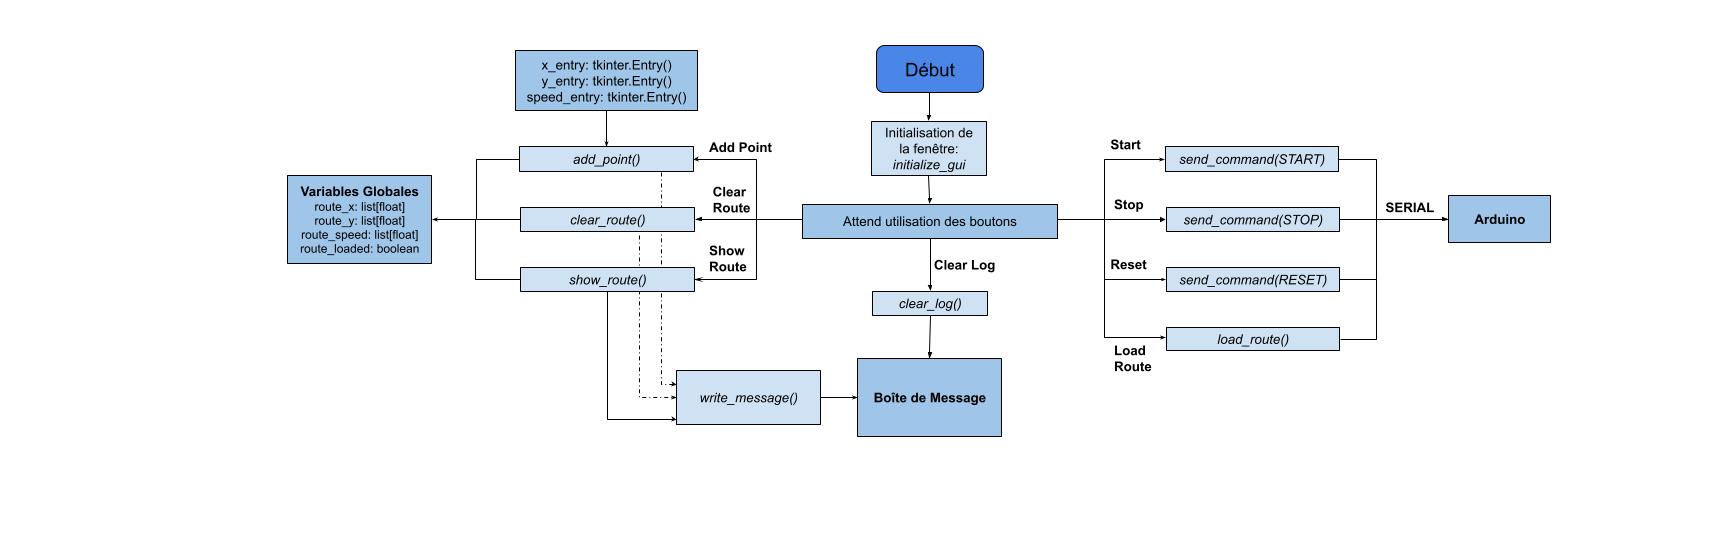 x_entry: tkinter.Entry()
y_entry: tkinter.Entry()
speed_entry: tkinter.Entry()
Début
Initialisation de
la fenêtre:
initialize_gui
Add Point
add_point()
Clear
Route
clear_route()
Show
Route
show_route()
Variables Globales
route_x: list[float]
route_y: list[float]
route_speed: list[float]
route_loaded: boolean
Attend utilisation des boutons
Clear Log
clear_log()
write_message()
Boîte de Message
Start
send_command(START)
Stop
send_command(STOP)
Reset
send_command(RESET)
Load
Route
load_route()
SERIAL
Arduino